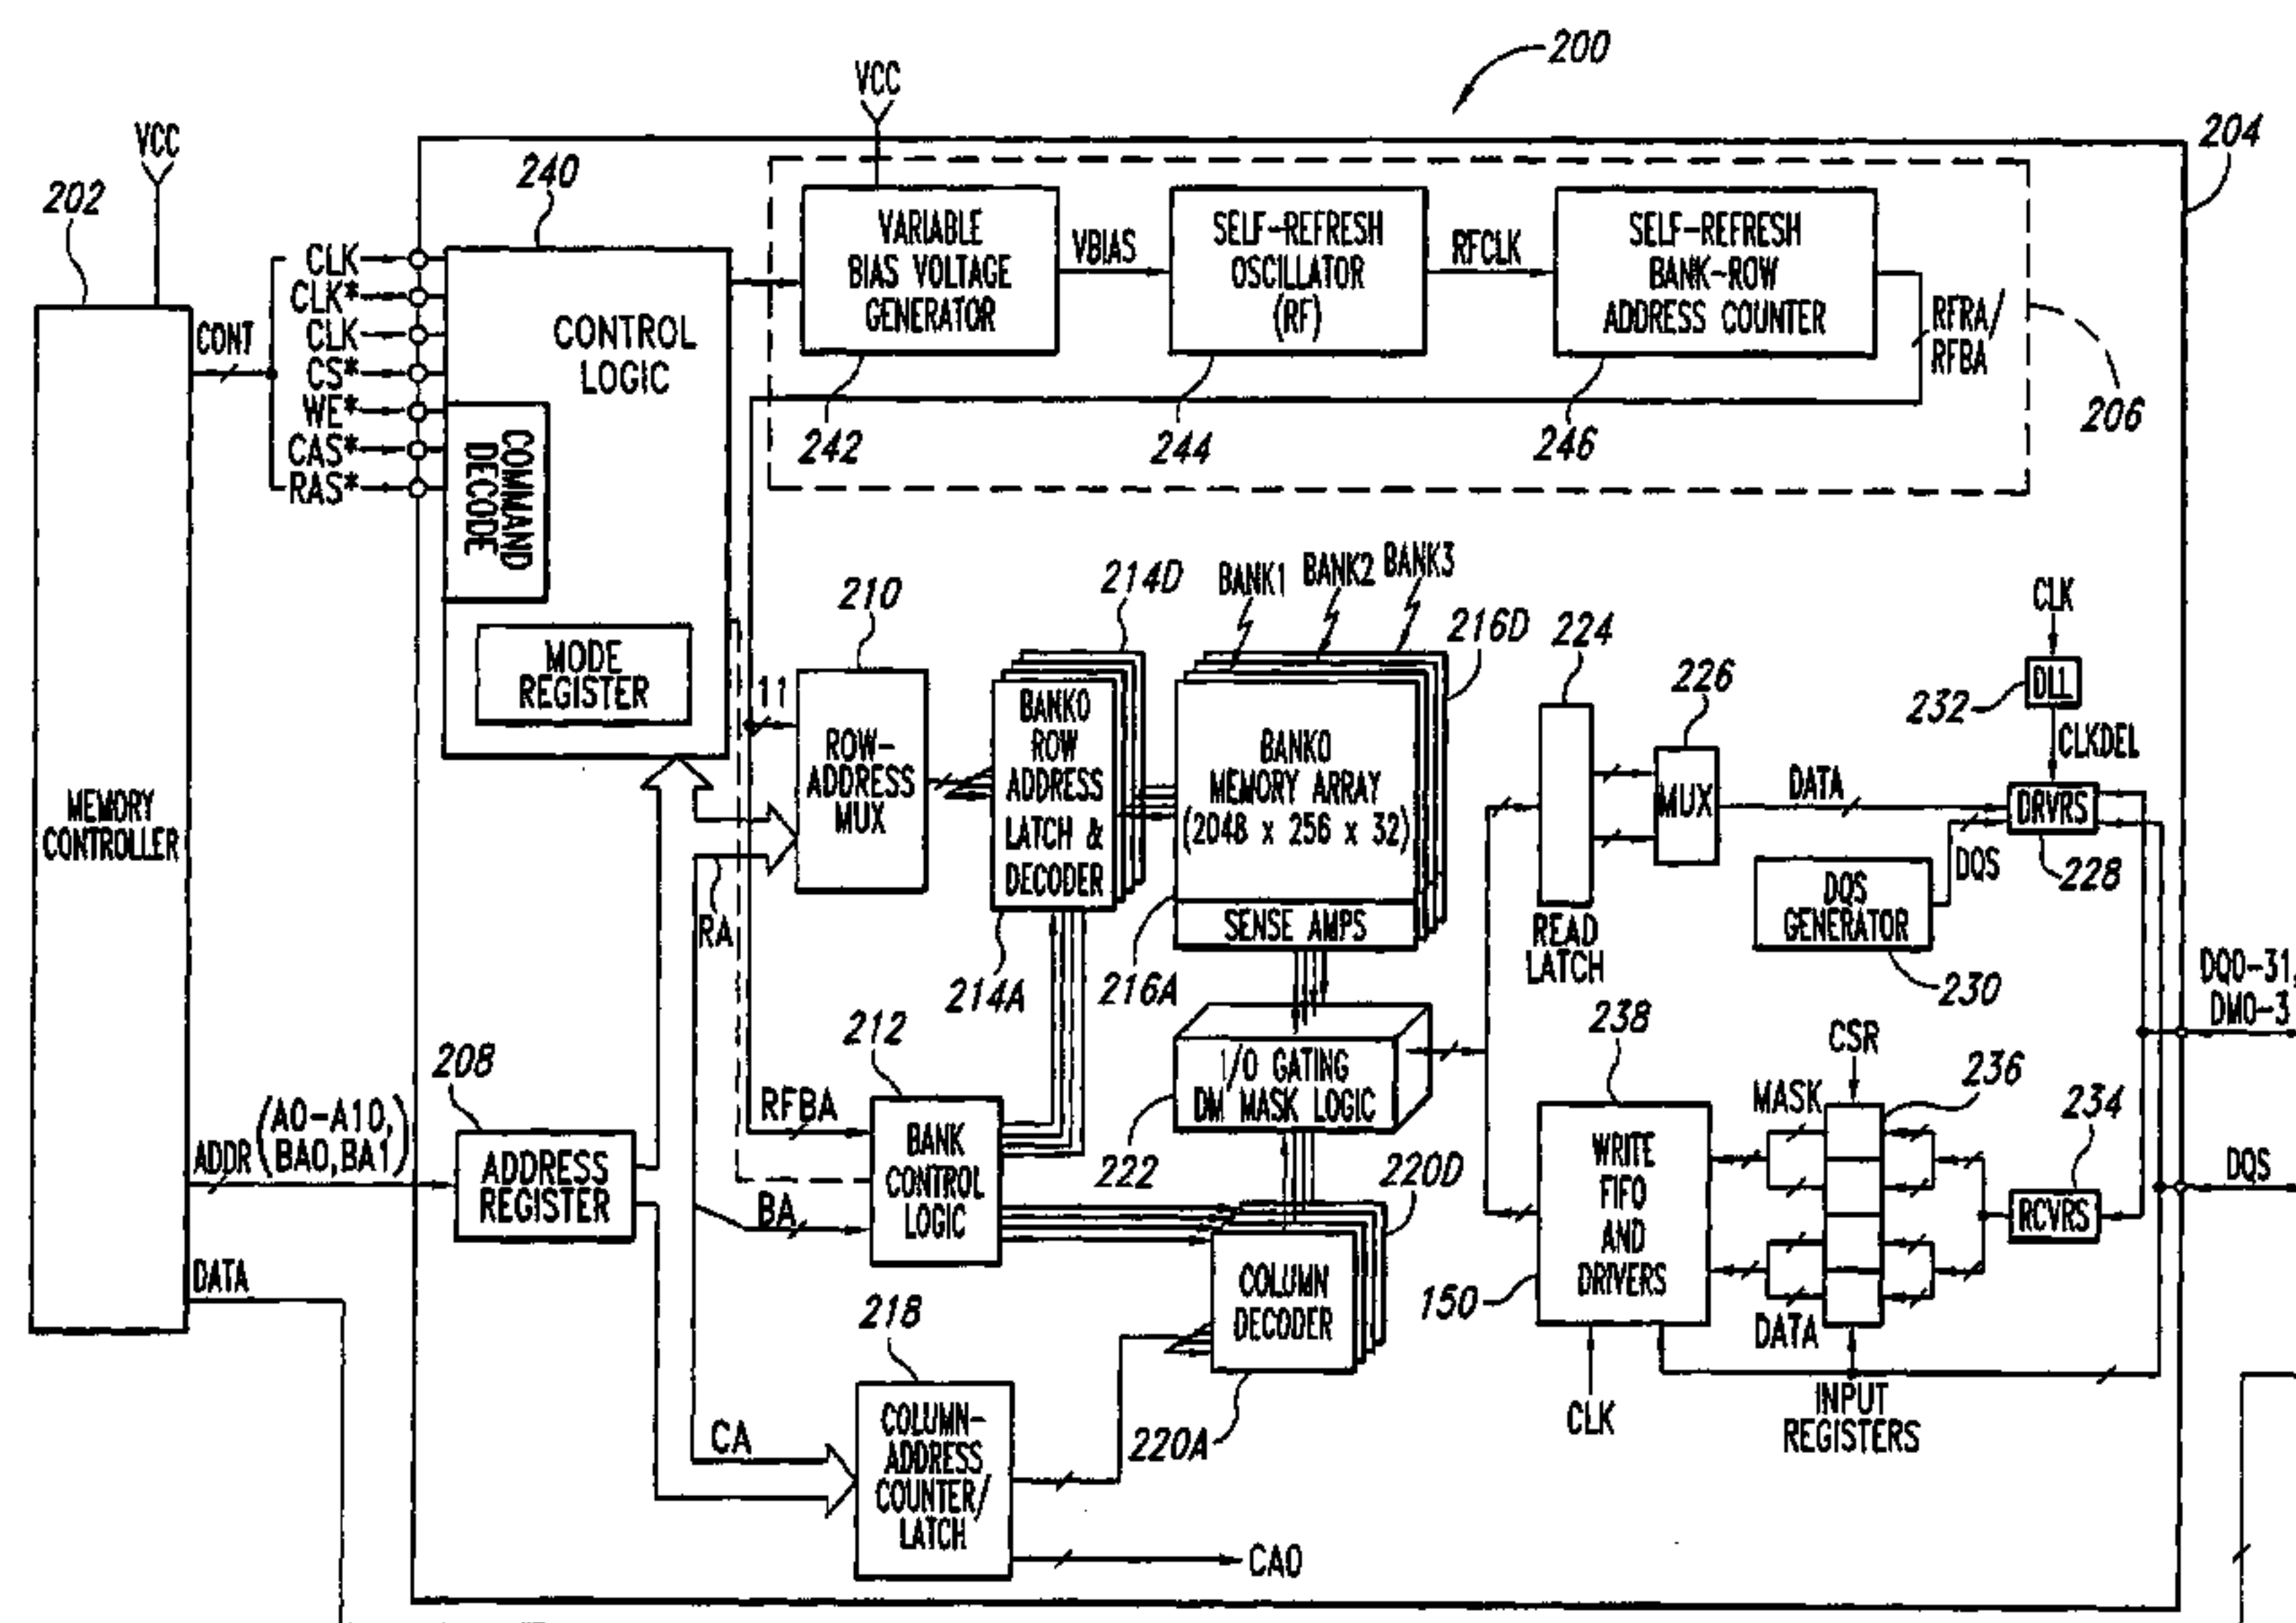 200
VCC
VCC
204
202
240
CLK
CLK*
CLK
CS*
WE*
CAS*
RAS*
CONT
CONTROL
LOGIC
COMMAND
DECODE
MODE
REGISTER
VARIABLE
BIAS VOLTAGE
GENERATOR
VBIAS
SELF-REFRESH
OSCILLATOR
(RF)
RFCLK
SELF-REFRESH
BANK-ROW
ADDRESS COUNTER
RFRA/
RFBA
206
242
244
246
MEMORY
CONTROLLER
210
214D
BANK1
BANK2
BANK3
216D
224
226
CLK
DLL
232
CLKDEL
11
ROW-
ADDRESS
MUX
BANK0
ROW
ADDRESS
LATCH &
DECODER
BANK0
MEMORY ARRAY
(2048 x 256 x 32)
SENSE AMPS
MUX
DATA
DRVRS
DQS
228
DQS
GENERATOR
230
READ
LATCH
RA
214A
216A
DQ0-31,
DM0-3
212
238
CSR
236
234
208
ADDR
(A0-A10,
BA0,BA1)
ADDRESS
REGISTER
RFBA
BANK
CONTROL
LOGIC
BA
I/O GATING
DM MASK LOGIC
222
220D
WRITE
FIFO
AND
DRIVERS
MASK
RCVRS
DQS
DATA
218
COLUMN
DECODER
150
DATA
CA
COLUMN-
ADDRESS
COUNTER/
LATCH
220A
CLK
INPUT
REGISTERS
CA0